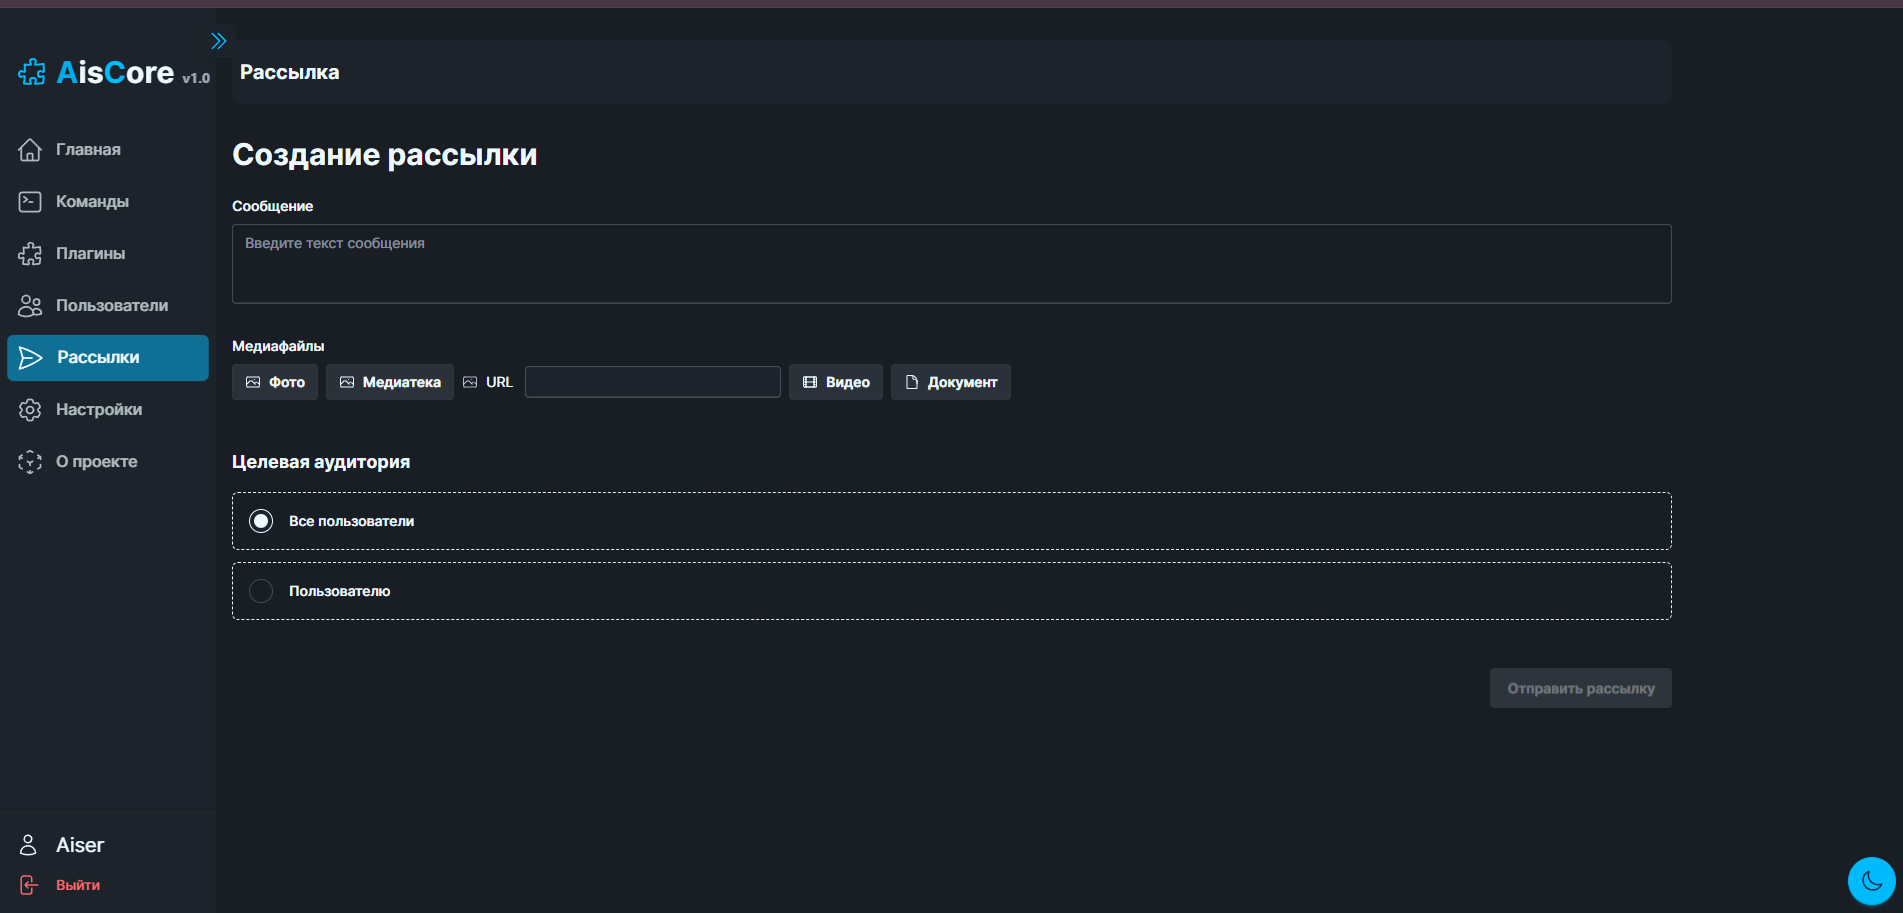 AisCore v1.0
Главная
Команды
Плагины
Пользователи
Рассылки
Настройки
О проекте
Aiser
Выйти
Рассылка
Создание рассылки
Сообщение
Введите текст сообщения
Медиафайлы
Фото Медиатека URL Видео Документ
Целевая аудитория
Все пользователи
Пользователю
Отправить рассылку